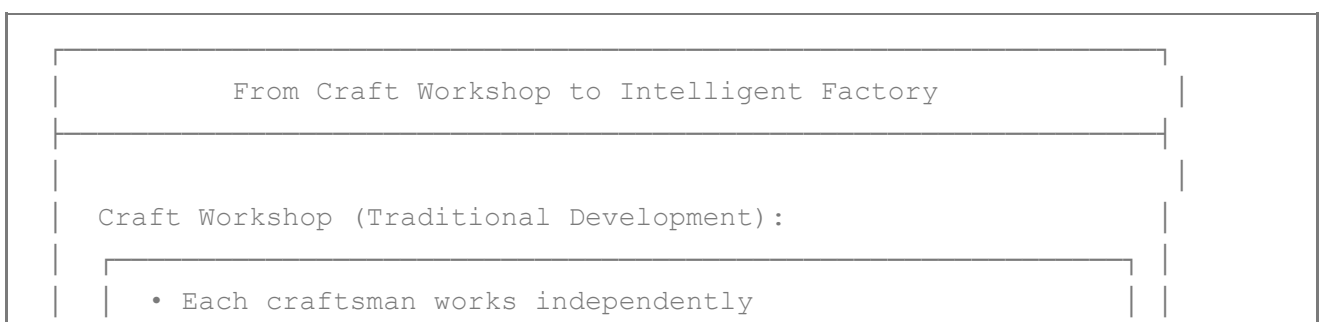 From Craft Workshop to Intelligent Factory
Craft Workshop (Traditional Development):
• Each craftsman works independently